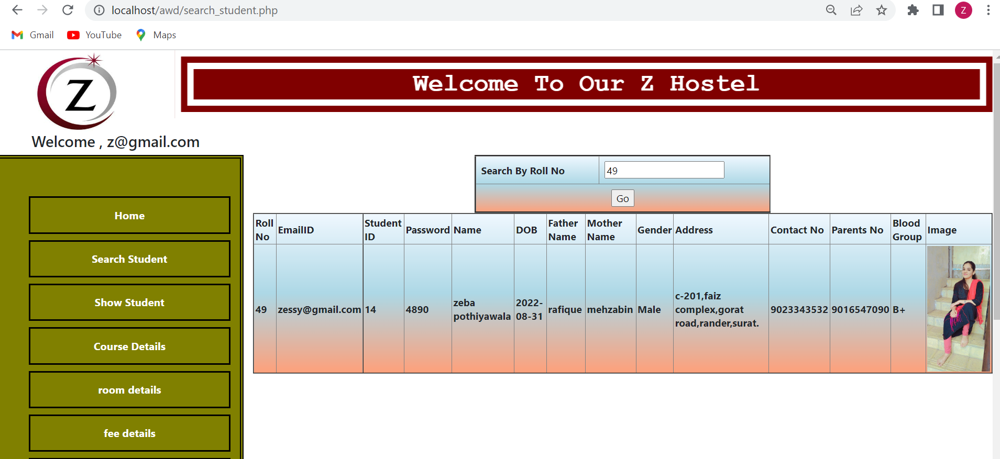 localhost/awd/search_student.php
Z
Gmail
YouTube
Maps
Z
Welcome To Our Z Hostel
Welcome , z@gmail.com
Search By Roll No
49
Go
Home
Search Student
Show Student
Course Details
room details
fee details
Roll No
EmailID
Student ID
Password
Name
DOB
Father Name
Mother Name
Gender
Address
Contact No
Parents No
Blood Group
Image
49
zessy@gmail.com
14
4890
zeba
pothiyawala
2022-
08-31
rafique
mehzabin
Male
c-201,faiz
complex,gorat
road,rander,surat.
9023343532
9016547090
B+